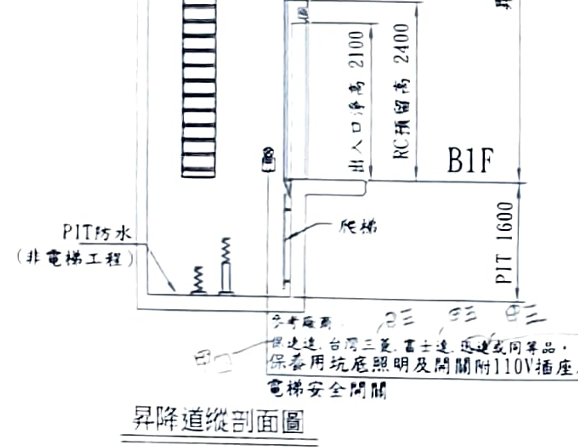 出入口淨高 2100
RC預留高 2400
B1F
PIT防水
(非電梯工程)
爬梯
PIT 1600
參考廠商
保達達. 台灣三菱. 富士達. 迅達或同等品。
保養用坑底照明及開關附110V插座.
電梯安全開關
昇降道縱剖面圖